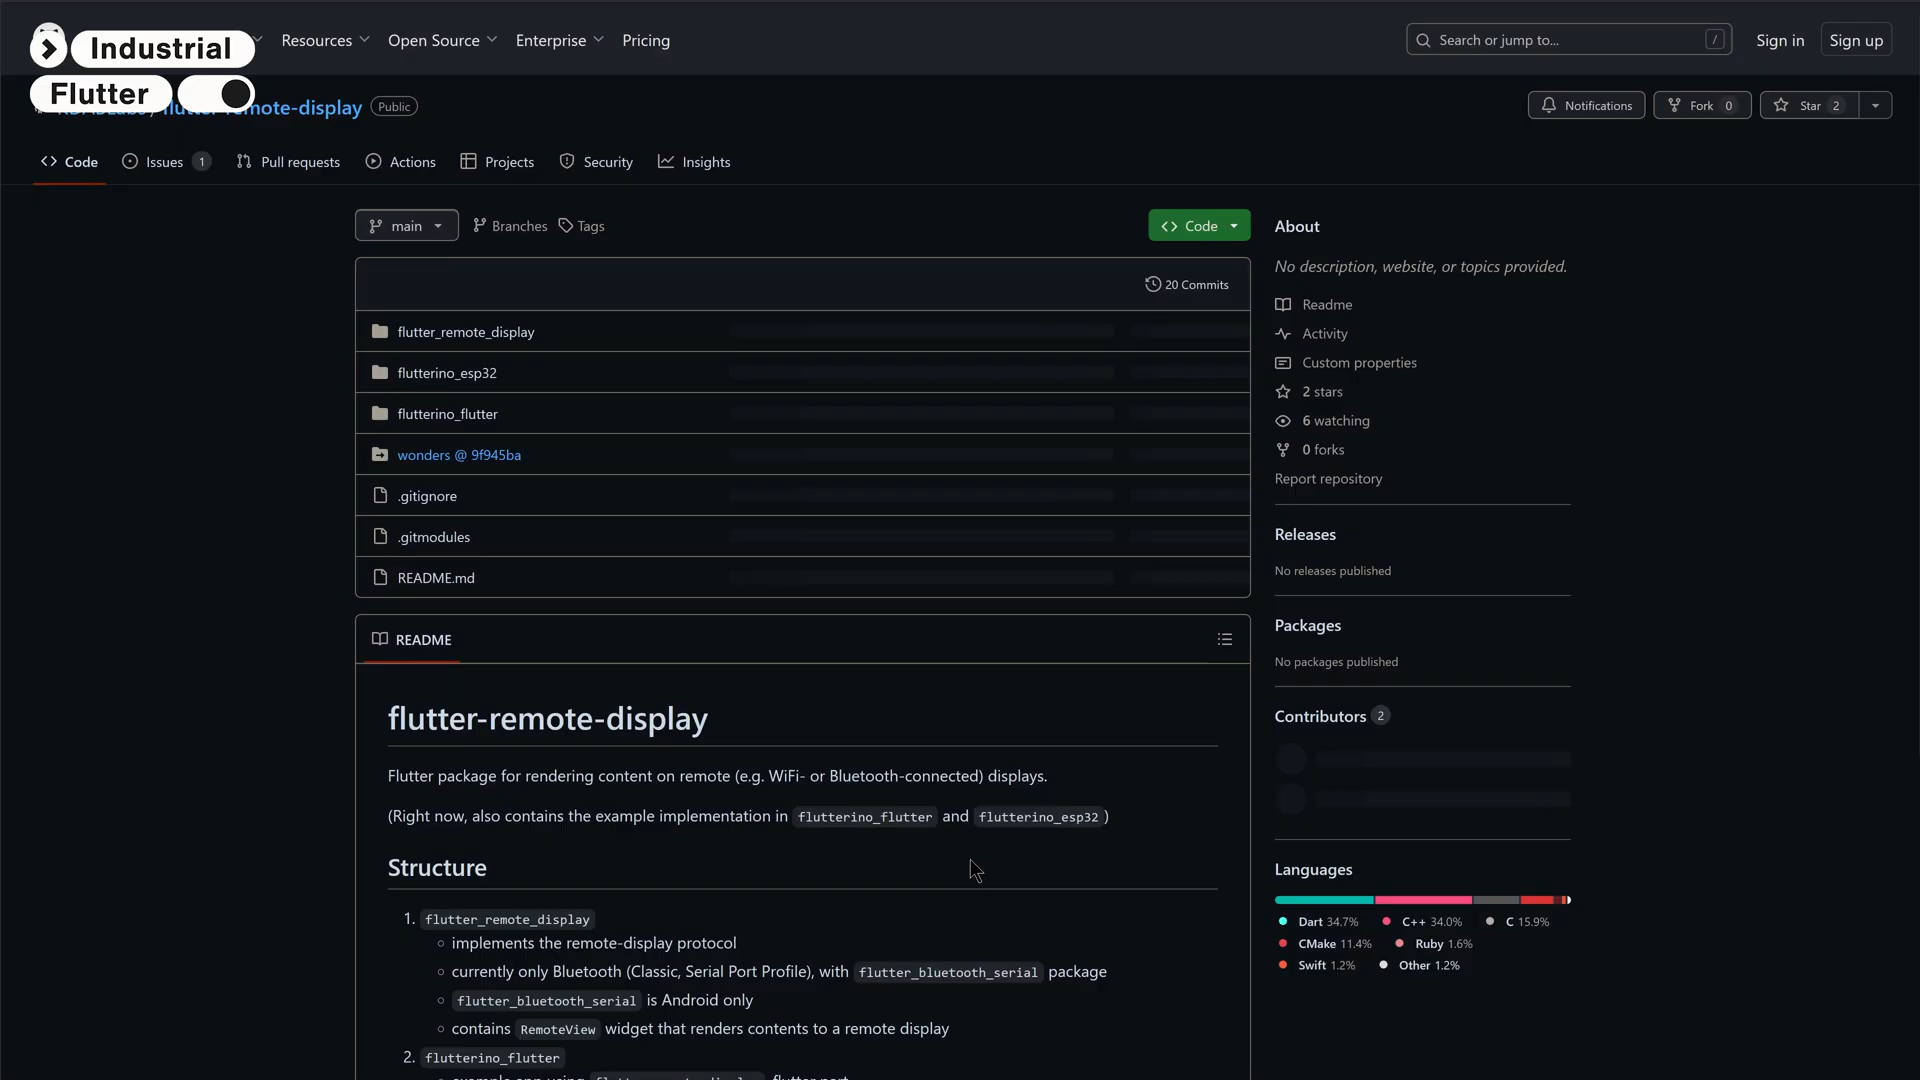 Industrial
Flutter
Resources
Open Source
Enterprise
Pricing
Search or jump to...
/
Sign in
Sign up
mote-display
Public
Notifications
Fork 0
Star 2
Code
Issues 1
Pull requests
Actions
Projects
Security
Insights
main
Branches
Tags
Code
20 Commits
flutter_remote_display
flutterino_esp32
flutterino_flutter
wonders @ 9f945ba
.gitignore
.gitmodules
README.md
README
flutter-remote-display
Flutter package for rendering content on remote (e.g. WiFi- or Bluetooth-connected) displays.
(Right now, also contains the example implementation in flutterino_flutter and flutterino_esp32 )
Structure
1. flutter_remote_display
implements the remote-display protocol
currently only Bluetooth (Classic, Serial Port Profile), with flutter_bluetooth_serial package
flutter_bluetooth_serial is Android only
contains RemoteView widget that renders contents to a remote display
2. flutterino_flutter
About
No description, website, or topics provided.
Readme
Activity
Custom properties
2 stars
6 watching
0 forks
Report repository
Releases
No releases published
Packages
No packages published
Contributors 2
Languages
Dart 34.7%
C++ 34.0%
C 15.9%
CMake 11.4%
Ruby 1.6%
Swift 1.2%
Other 1.2%